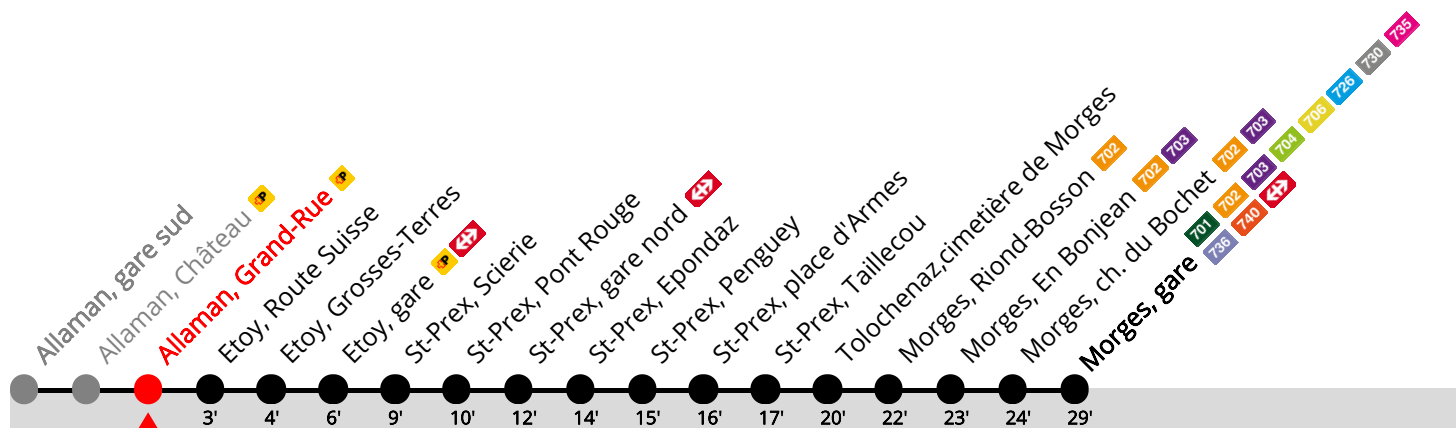 Allaman, gare sud
Allaman, Château P
Allaman, Grand-Rue P
Etoy, Route Suisse
Etoy, Grosses-Terres
Etoy, gare P
St-Prex, Scierie
St-Prex, Pont Rouge
St-Prex, gare nord
St-Prex, Epondaz
St-Prex, Penguey
St-Prex, place d'Armes
St-Prex, Taillecou
Tolochenaz,cimetière de Morges
Morges, Riond-Bosson 702
Morges, En Bonjean 702 703
Morges, ch. du Bochet 702 703
Morges, gare 701 702 703 704 706 726 730 735
736 740
3' 4' 6' 9' 10' 12' 14' 15' 16' 17' 20' 22' 23' 24' 29'